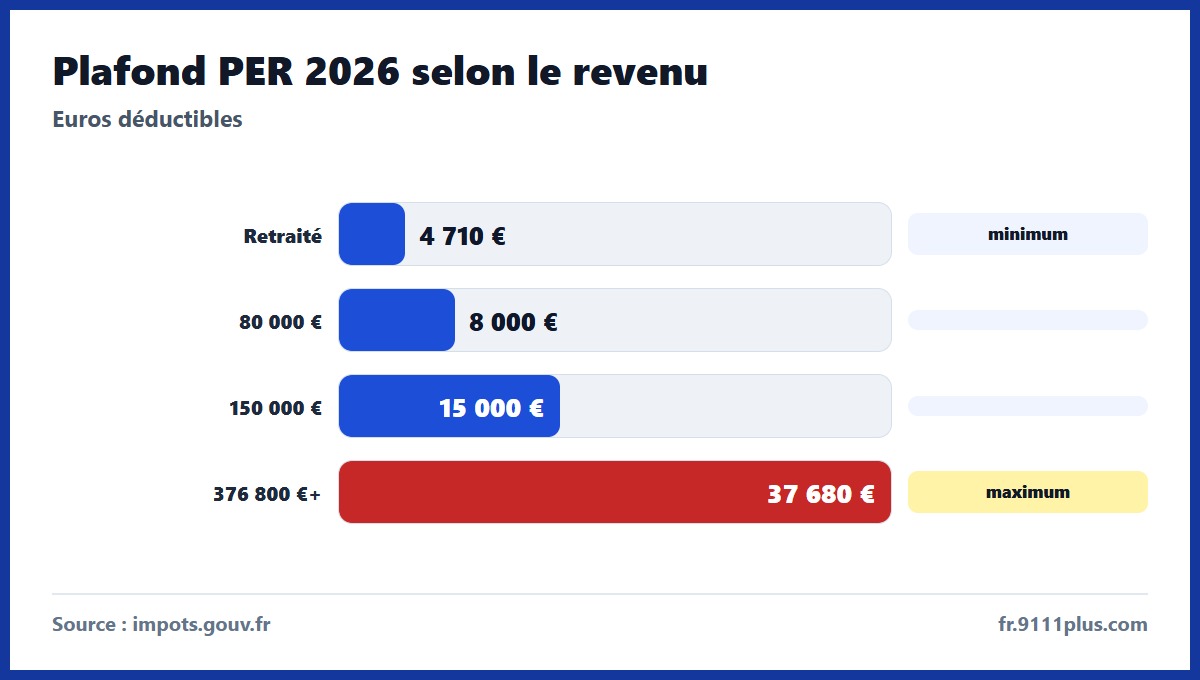 Plafond PER 2026 selon le revenu
Euros déductibles
Retraité 4 710 € minimum
80 000 € 8 000 €
150 000 € 15 000 €
376 800 €+ 37 680 € maximum
Source : impots.gouv.fr fr.9111plus.com